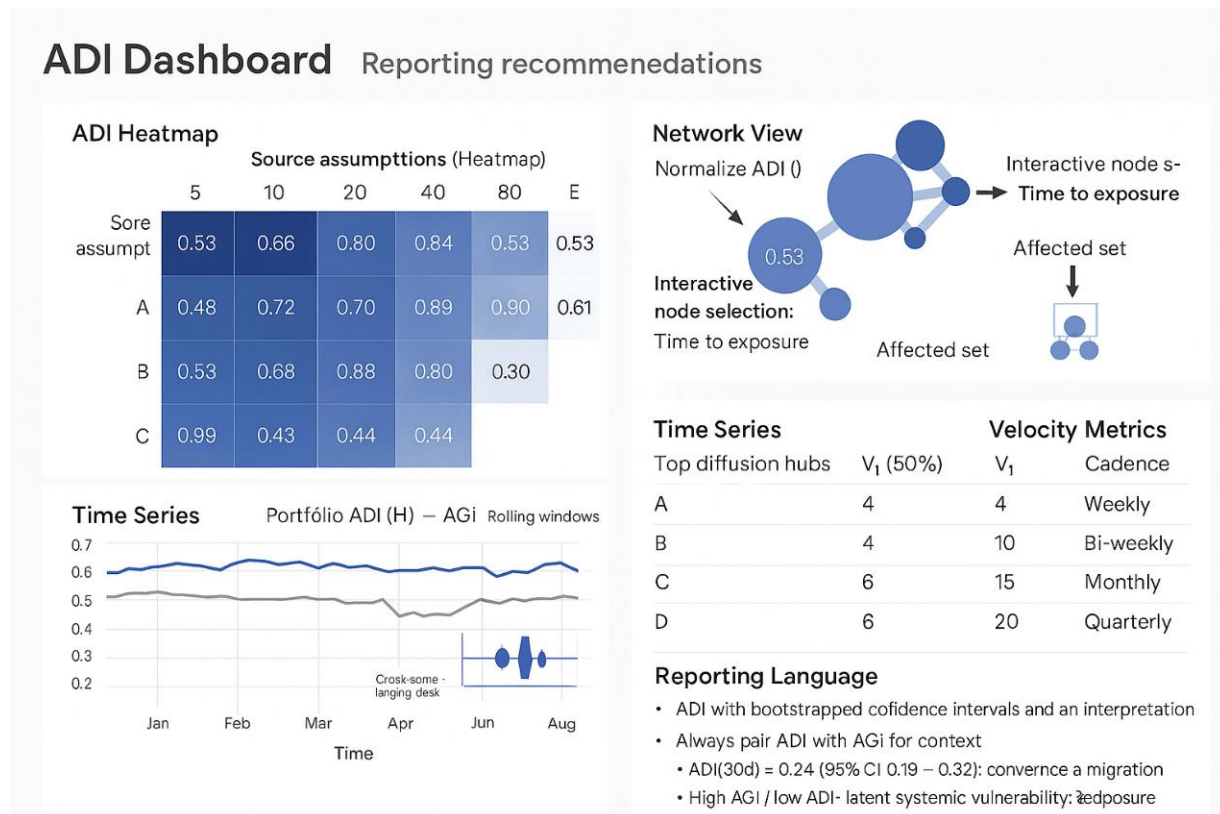 ADI Dashboard Reporting recommenedations
ADI Heatmap
Source assumpttions (Heatmap)
5 10 20 40 80 E
Sore
assumpt 0.53 0.66 0.80 0.84 0.53 0.53
A 0.48 0.72 0.70 0.89 0.90 0.61
B 0.53 0.68 0.88 0.80 0.30
C 0.99 0.43 0.44 0.44
Network View
Normalize ADI ()
0.53
Interactive
node selection:
Time to exposure
Interactive node s-
Time to exposure
Affected set
Affected set
Time Series
Portfólio ADI (H) – AGi Rolling windows
0.7
0.6
0.5
0.4
0.3
0.2
Crosk-some -
langing desk
Jan Feb Mar Apr Jun Aug
Time
Time Series Velocity Metrics
Top diffusion hubs V₁ (50%) V₁ Cadence
A 4 4 Weekly
B 4 10 Bi-weekly
C 6 15 Monthly
D 6 20 Quarterly
Reporting Language
• ADI with bootstrapped cofidence intervals and an interpretation
• Always pair ADI with AGi for context
• ADI(30d) = 0.24 (95% CI 0.19 – 0.32): convernce a migration
• High AGI / low ADI- latent systemic vulnerability: